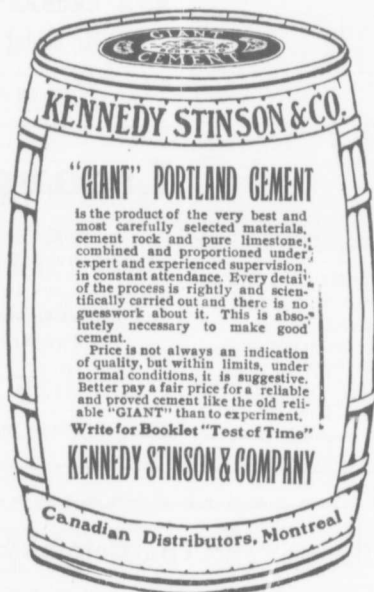 GIANT
PORTLAND
CEMENT
KENNEDY STINSON & CO.
"GIANT" PORTLAND CEMENT
is the product of the very best and
most carefully selected materials,
cement rock and pure limestone,
combined and proportioned under
expert and experienced supervision,
in constant attendance. Every detail
of the process is rightly and scien-
tifically carried out and there is no
guesswork about it. This is abso-
lutely necessary to make good
cement.
Price is not always an indication
of quality, but within limits, under
normal conditions, it is suggestive.
Better pay a fair price for a reliable
and proved cement like the old reli-
able "GIANT" than to experiment.
Write for Booklet "Test of Time"
KENNEDY STINSON & COMPANY
Canadian Distributors, Montreal